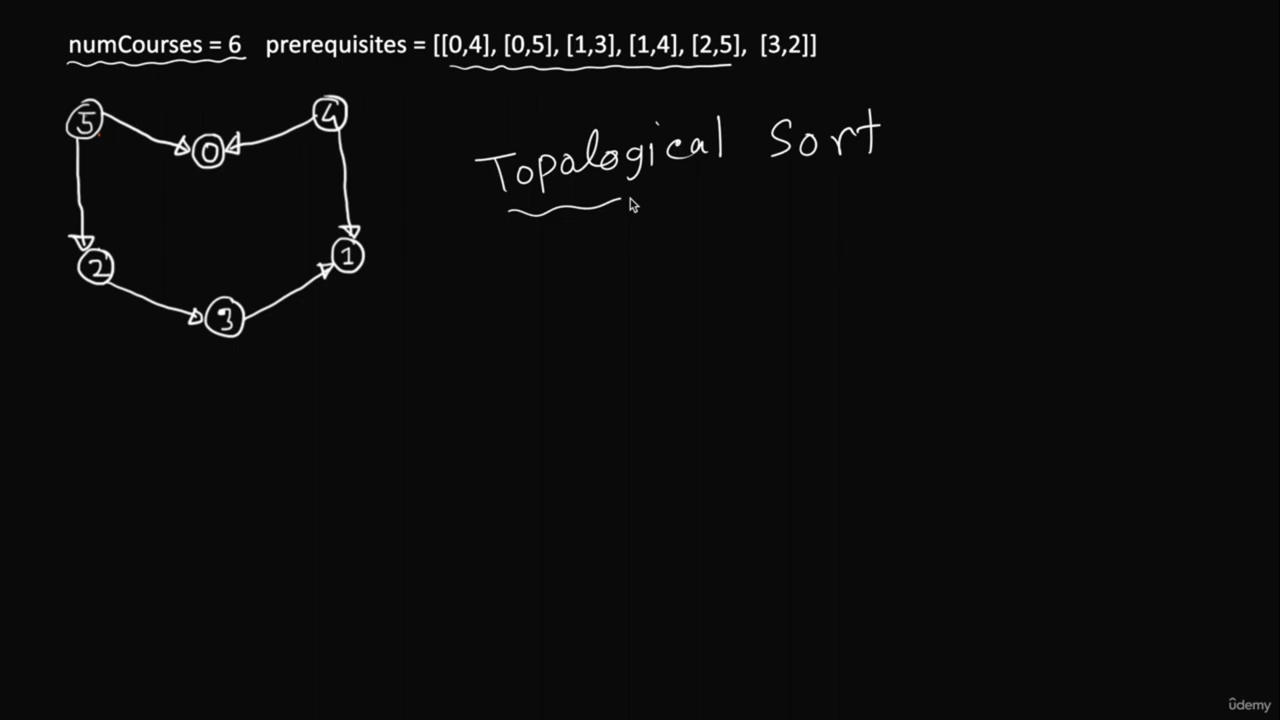 numCourses = 6 prerequisites = [[0,4], [0,5], [1,3], [1,4], [2,5], [3,2]]
5
4
0
Topalogical Sort
2
1
3
ûdemy